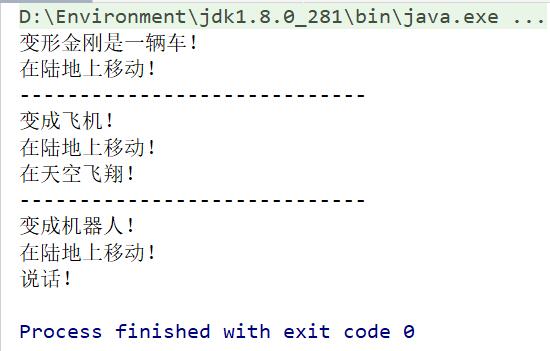 D:\Environment\jdk1.8.0_281\bin\java.exe ...
变形金刚是一辆车！
在陆地上移动！
------------------------------
变成飞机！
在陆地上移动！
在天空飞翔！
------------------------------
变成机器人！
在陆地上移动！
说话！
Process finished with exit code 0